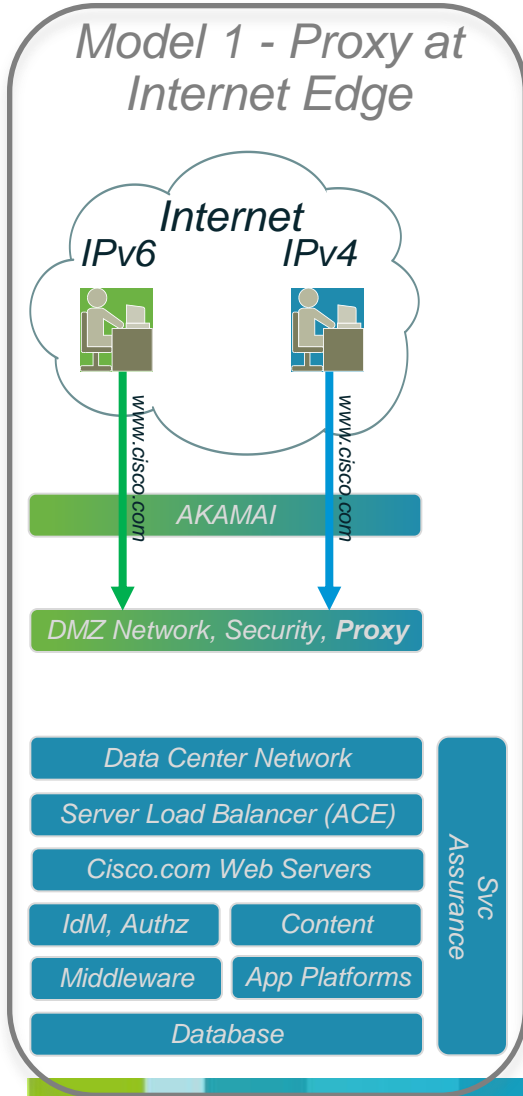 Model 1 - Proxy at
Internet Edge
Internet
IPv6
IPv4
www.cisco.com
www.cisco.com
AKAMAI
DMZ Network, Security, Proxy
Data Center Network
Server Load Balancer (ACE)
Cisco.com Web Servers
IdM, Authz
Content
Middleware
App Platforms
Database
Svc
Assurance